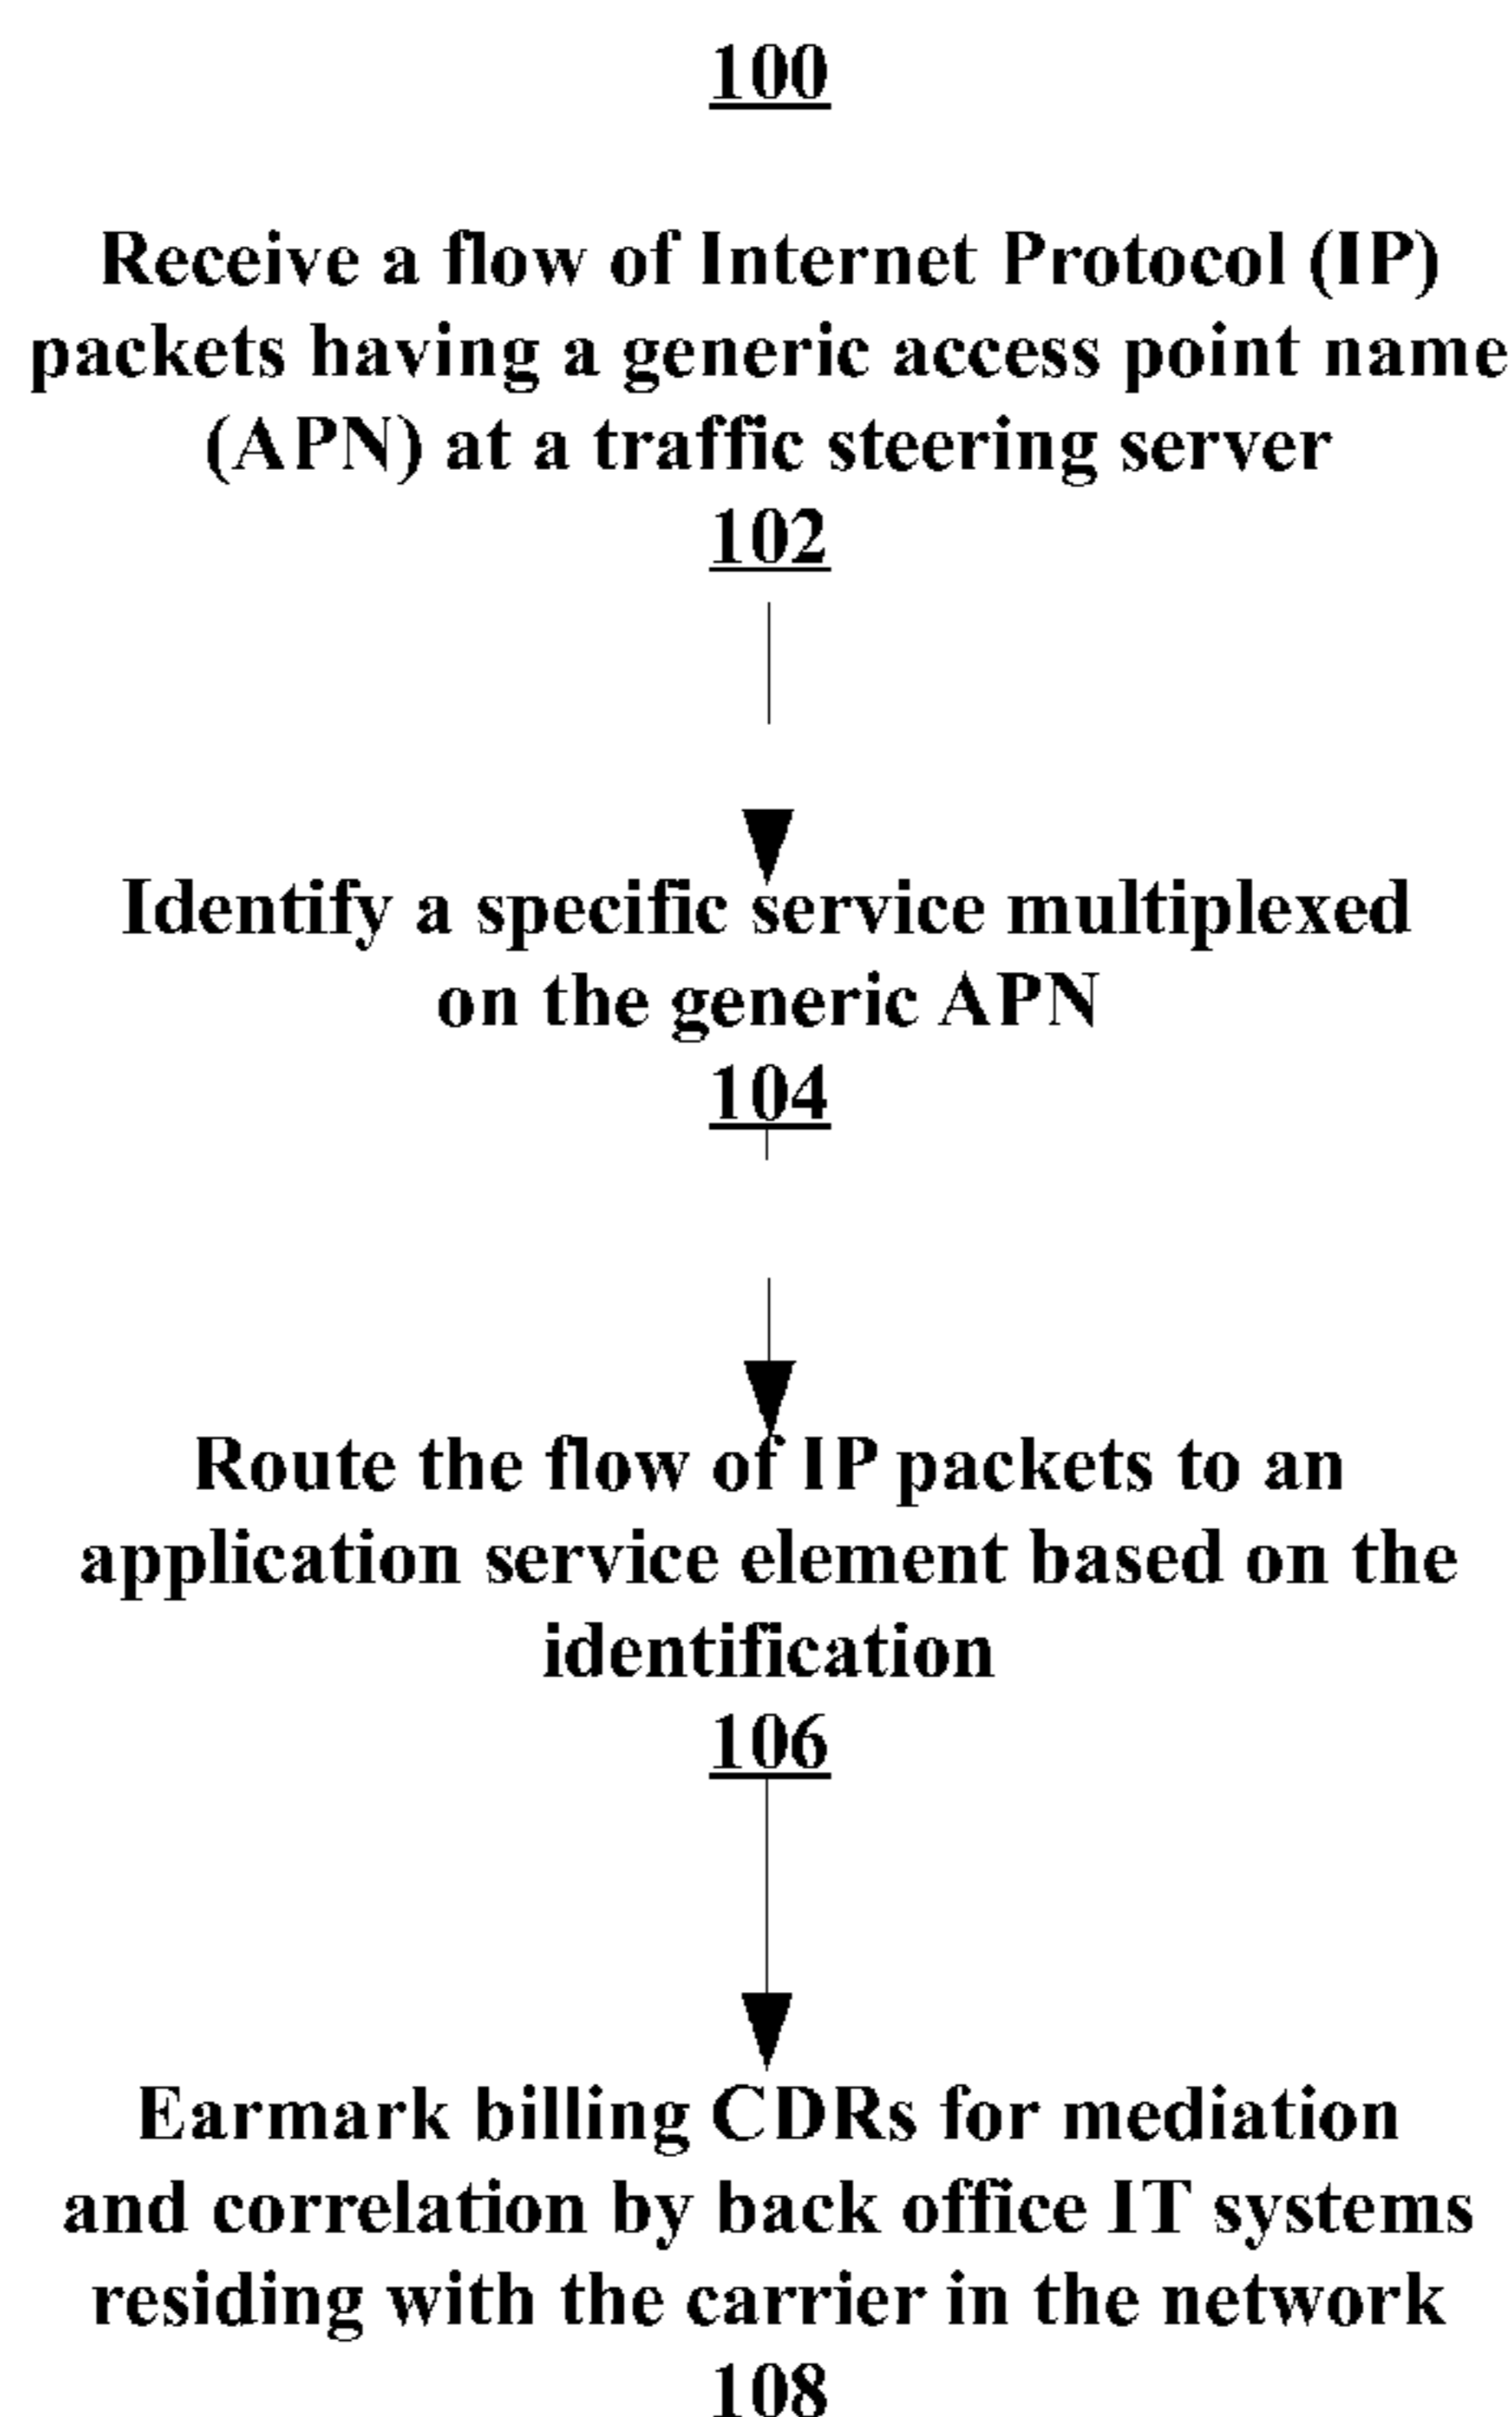 100
Receive a flow of Internet Protocol (IP)
packets having a generic access point name
(APN) at a traffic steering server
102
Identify a specific service multiplexed
on the generic APN
104
Route the flow of IP packets to an
application service element based on the
identification
106
Earmark billing CDRs for mediation
and correlation by back office IT systems
residing with the carrier in the network
108